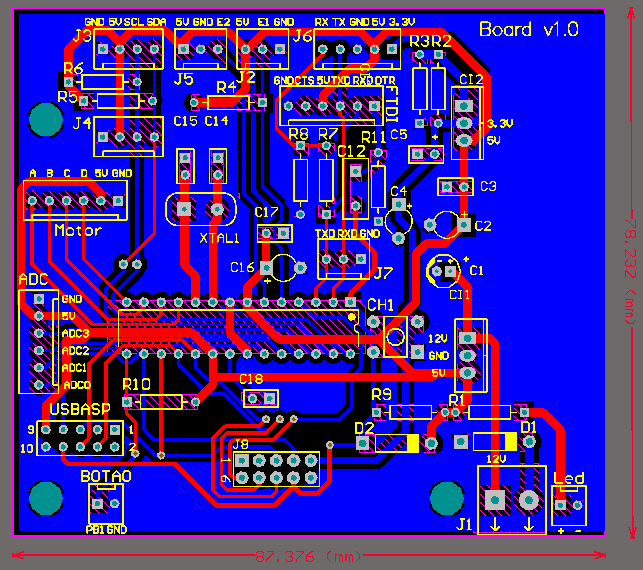 Board v1.0
GND 5V SCL SDA
5V GND E2
5V E1 GND
RX TX GND 5V 3.3V
J3
J5
J2
J6
R3 R2
R6
R5
R4
C15 C14
GND CTS 5V TXD RXD DTR
FTDI
CI2
3.3V
5V
J4
R8 R7
R11
C5
C12
A B C D 5V GND
Motor
XTAL1
C17
C4
C3
C2
TXD RXD GND
C16
J7
C1
CI1
ADC
GND
5V
ADC3
ADC2
ADC1
ADC0
CH1
12V
GND
5V
R10
C18
R9
R1
USBASP
9
1
10
2
J8
D2
D1
12V
BOTAO
PB1 GND
J1
Led
+ -
87.376 (mm)
78.232 (mm)